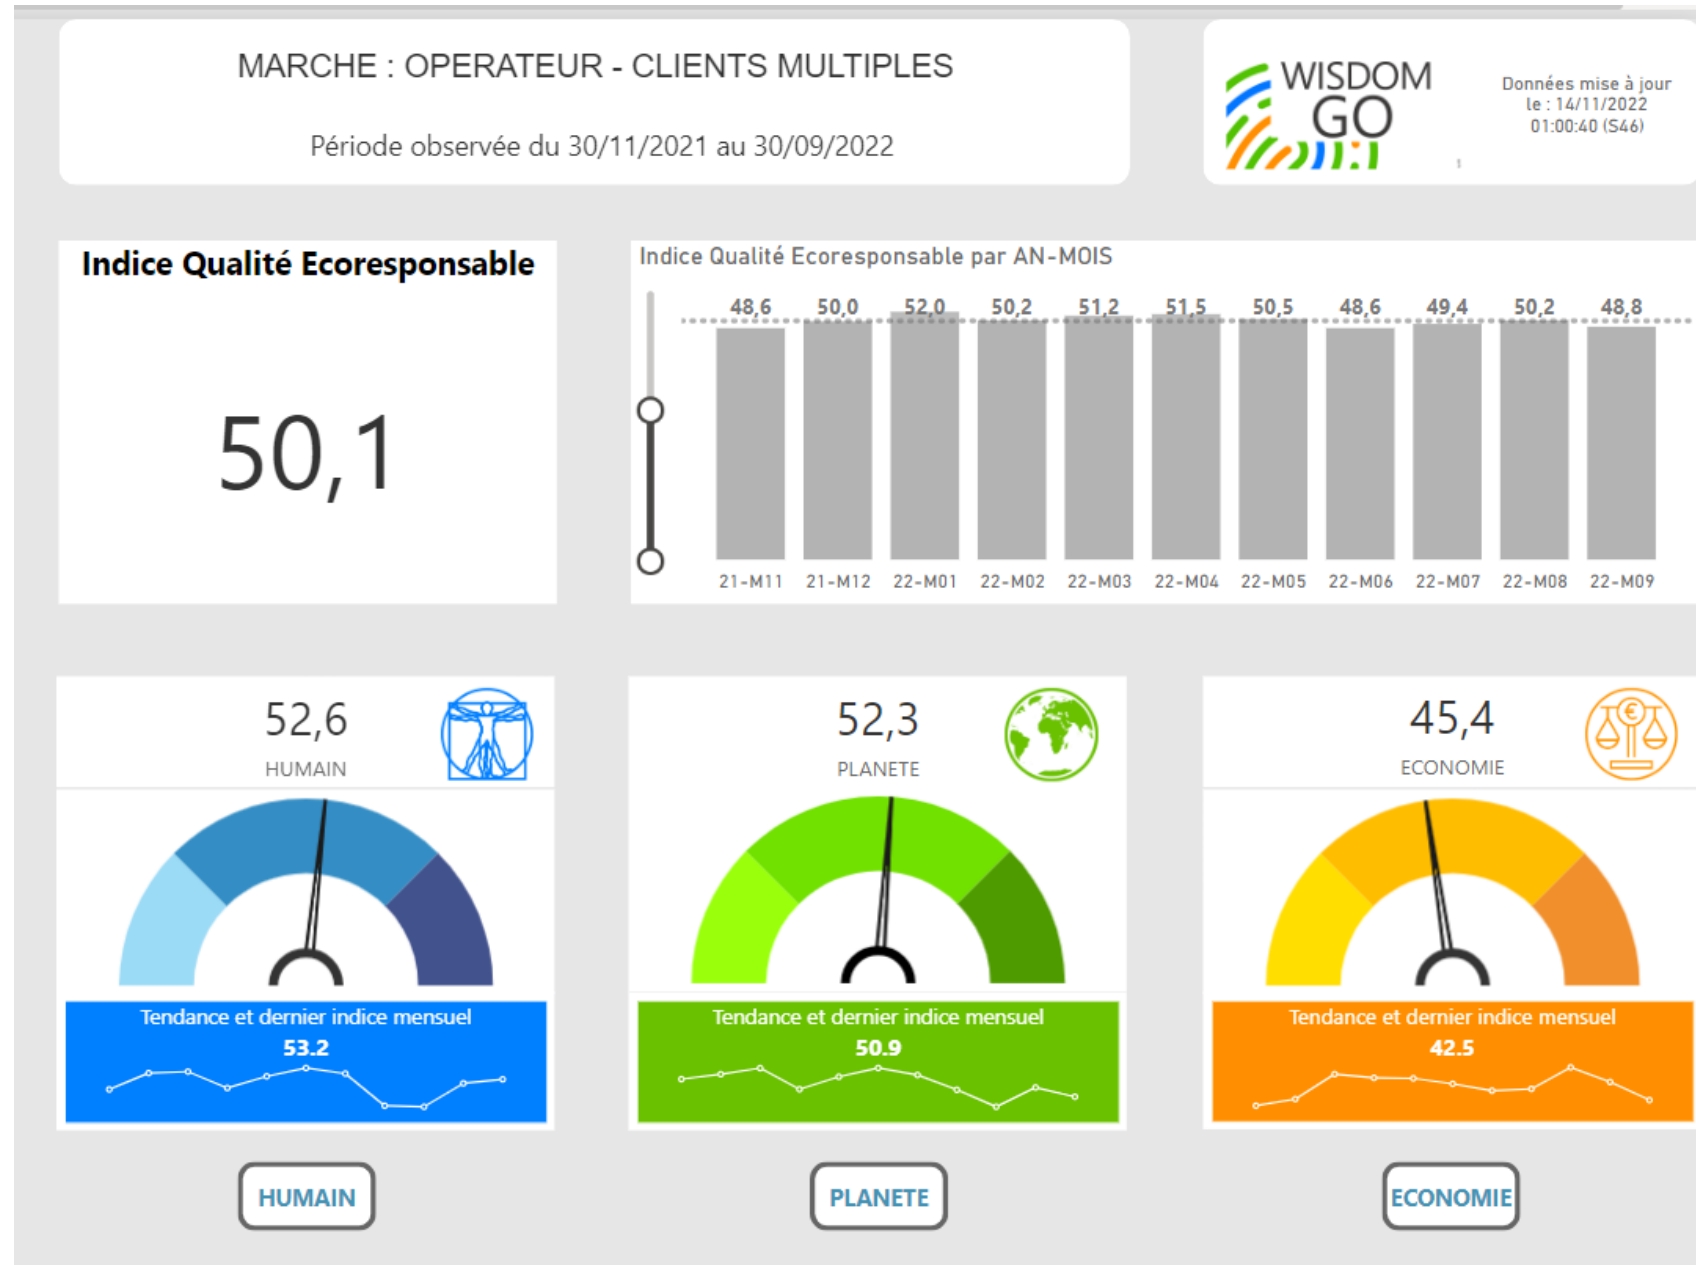 MARCHE : OPERATEUR - CLIENTS MULTIPLES
Période observée du 30/11/2021 au 30/09/2022
WISDOM
GO
Données mise à jour
le : 14/11/2022
01:00:40 (S46)
1
Indice Qualité Ecoresponsable
50,1
Indice Qualité Ecoresponsable par AN-MOIS
48,6 50,0 52,0 50,2 51,2 51,5 50,5 48,6 49,4 50,2 48,8
21-M11 21-M12 22-M01 22-M02 22-M03 22-M04 22-M05 22-M06 22-M07 22-M08 22-M09
52,6
HUMAIN
Tendance et dernier indice mensuel
53.2
HUMAIN
52,3
PLANETE
Tendance et dernier indice mensuel
50.9
PLANETE
45,4
ECONOMIE
€
Tendance et dernier indice mensuel
42.5
ECONOMIE